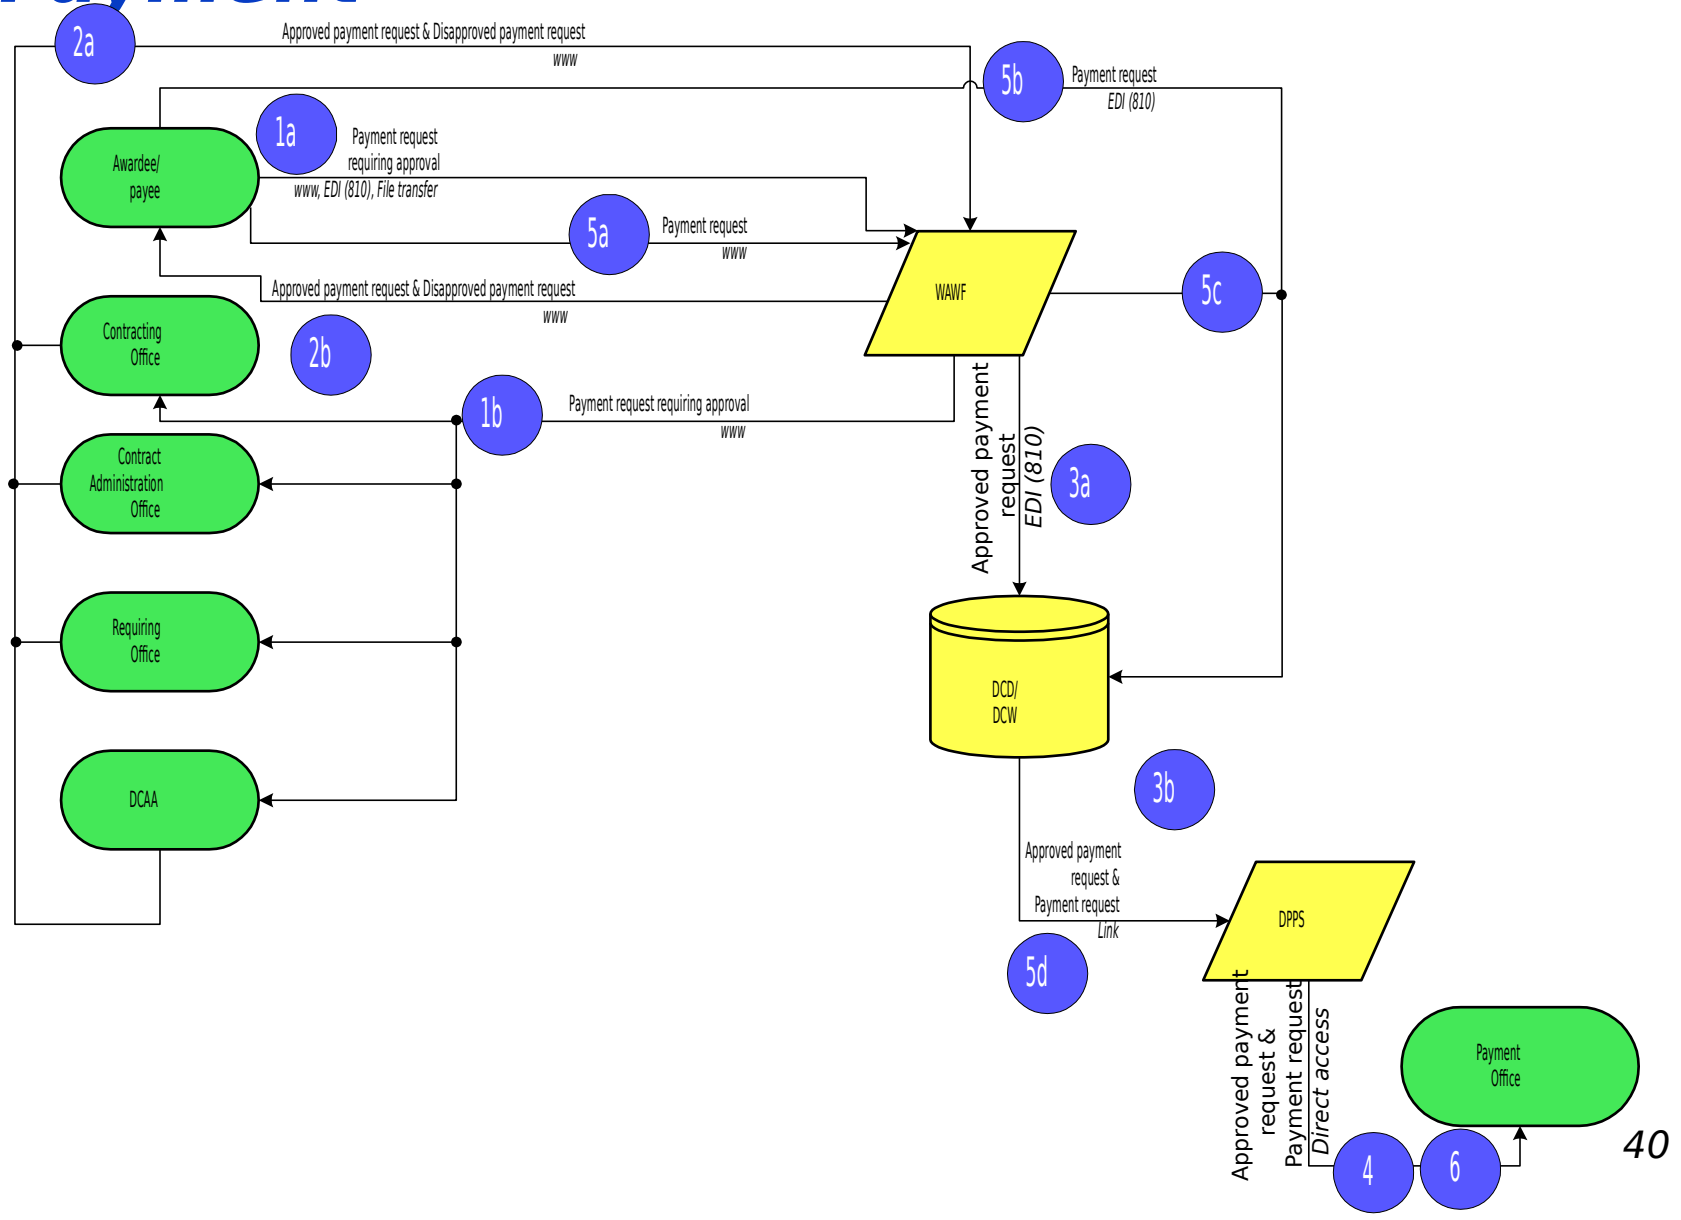 Payment
2a
Approved payment request & Disapproved payment request
www
5b
Payment request
EDI (810)
1a
Payment request
requiring approval
www, EDI (810), File transfer
Awardee/
payee
5a
Payment request
www
Approved payment request & Disapproved payment request
www
WAWF
5c
Contracting
Office
2b
1b
Payment request requiring approval
www
Approved payment
request
EDI (810)
3a
Contract
Administration
Office
Requiring
Office
DCD/
DCW
DCAA
3b
Approved payment
request &
Payment request
Link
DPPS
5d
Approved payment
request &
Payment request
Direct access
Payment
Office
4
6
40